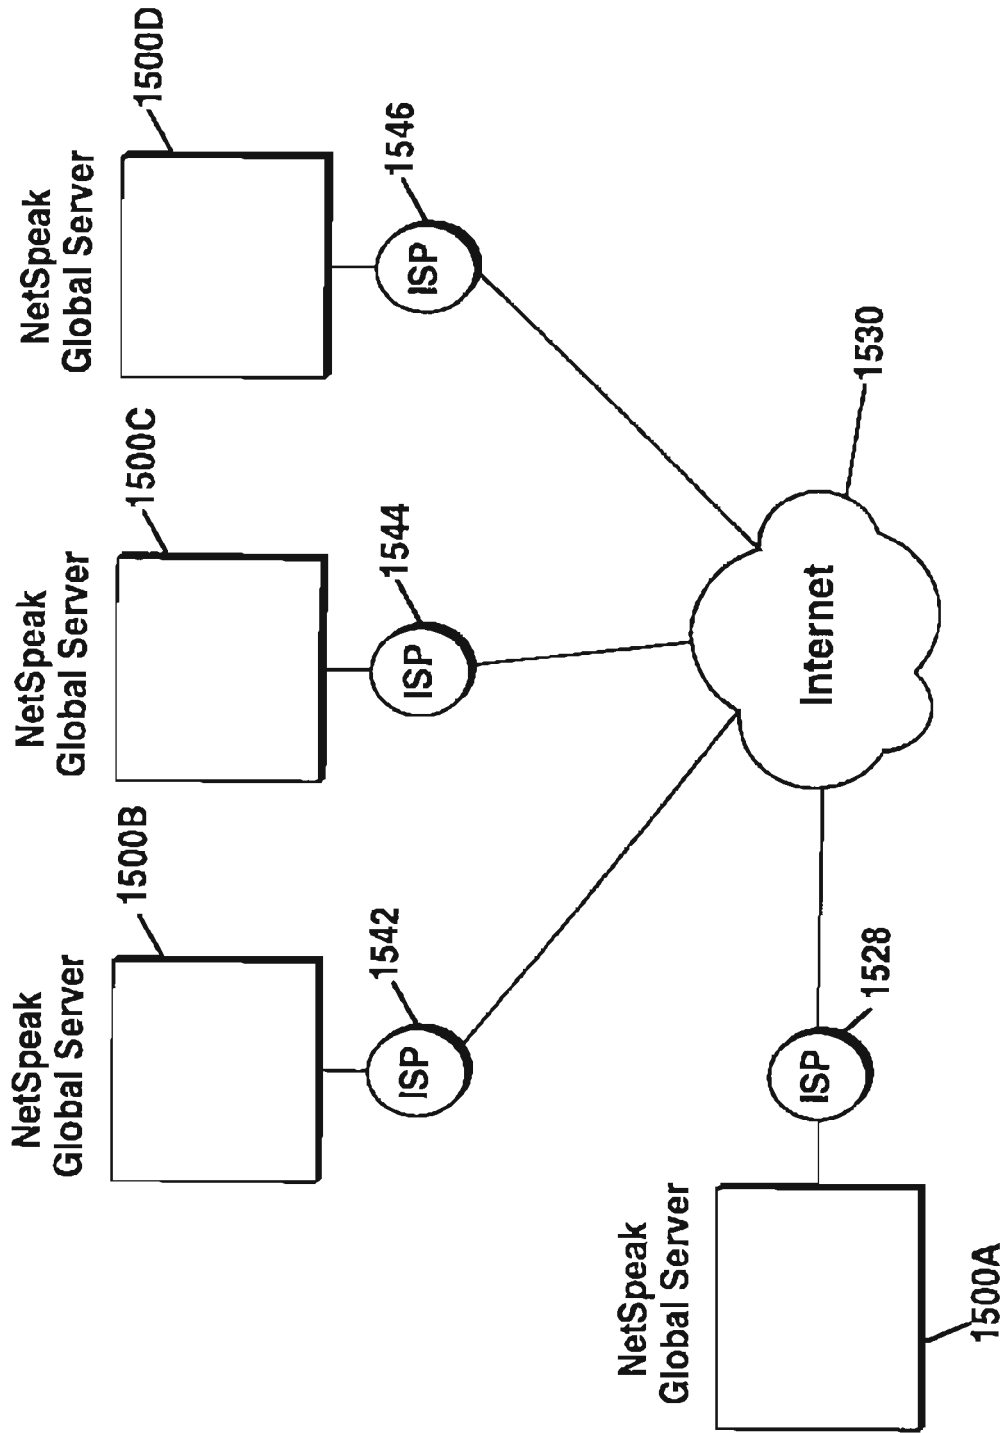 NetSpeak
Global Server
1500B
ISP
1542
NetSpeak
Global Server
1500C
ISP
1544
NetSpeak
Global Server
1500D
ISP
1546
NetSpeak
Global Server
1500A
ISP
1528
Internet
1530